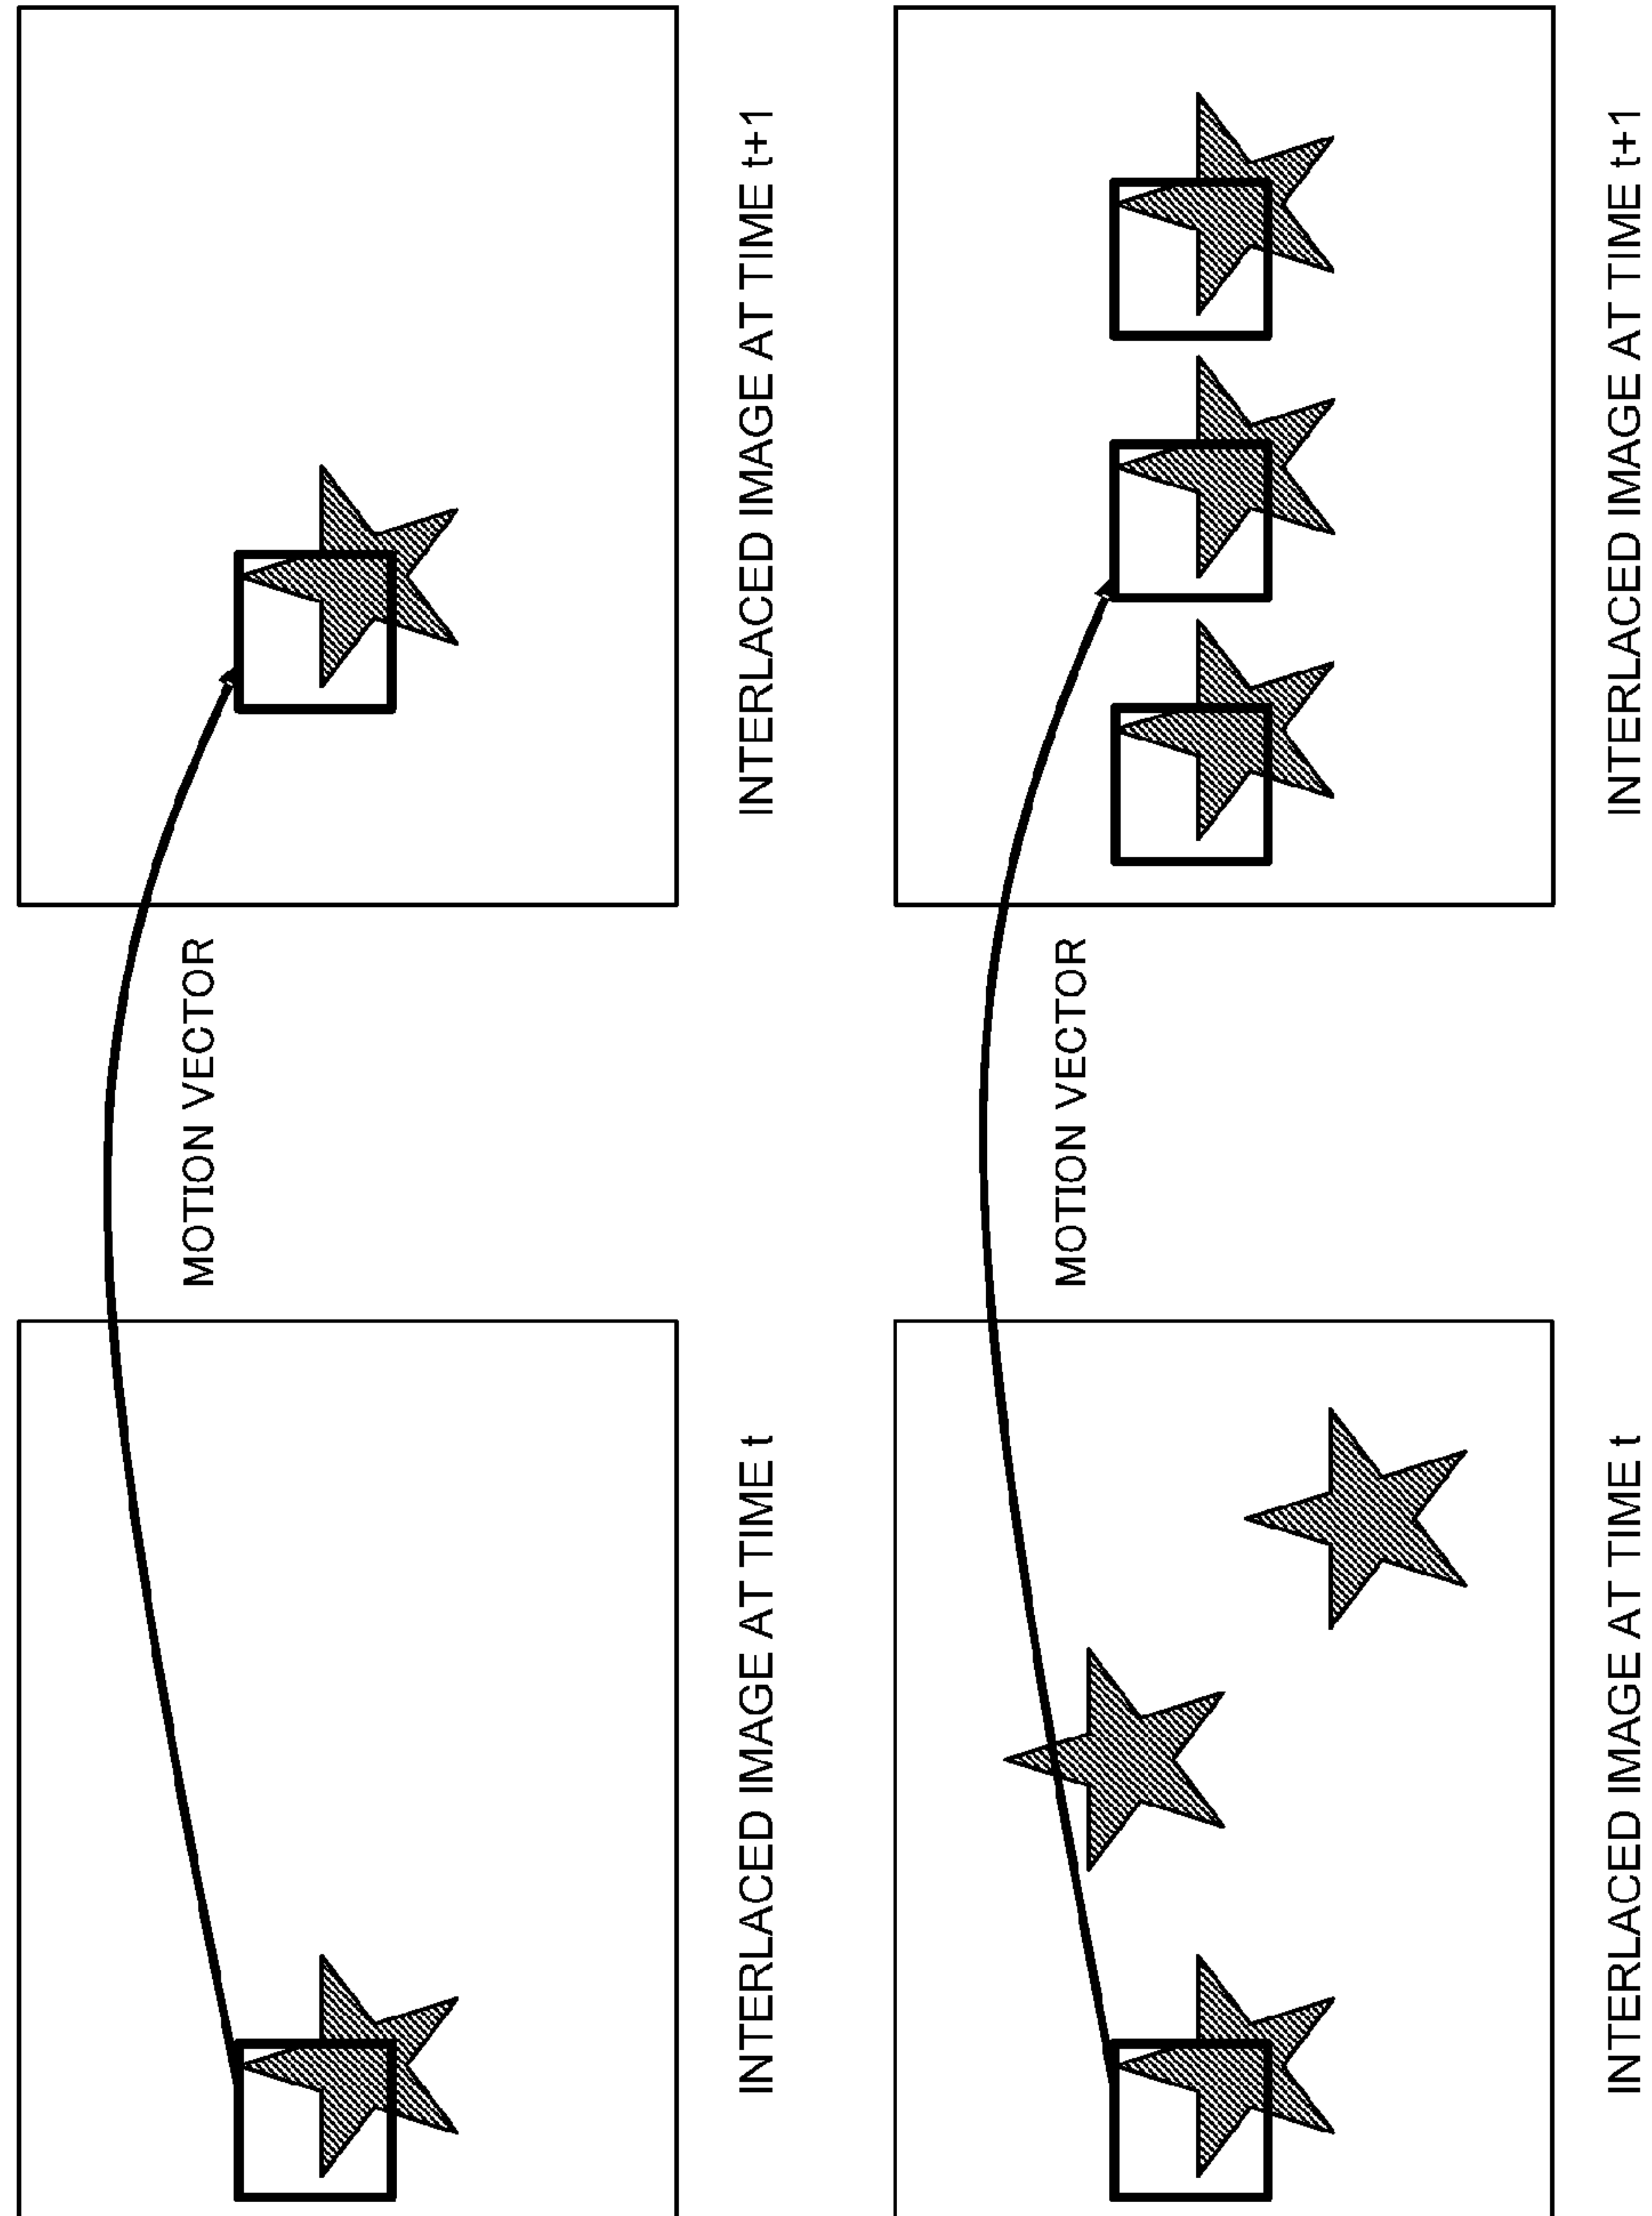 INTERLACED IMAGE AT TIME t
MOTION VECTOR
INTERLACED IMAGE AT TIME t+1
INTERLACED IMAGE AT TIME t
MOTION VECTOR
INTERLACED IMAGE AT TIME t+1